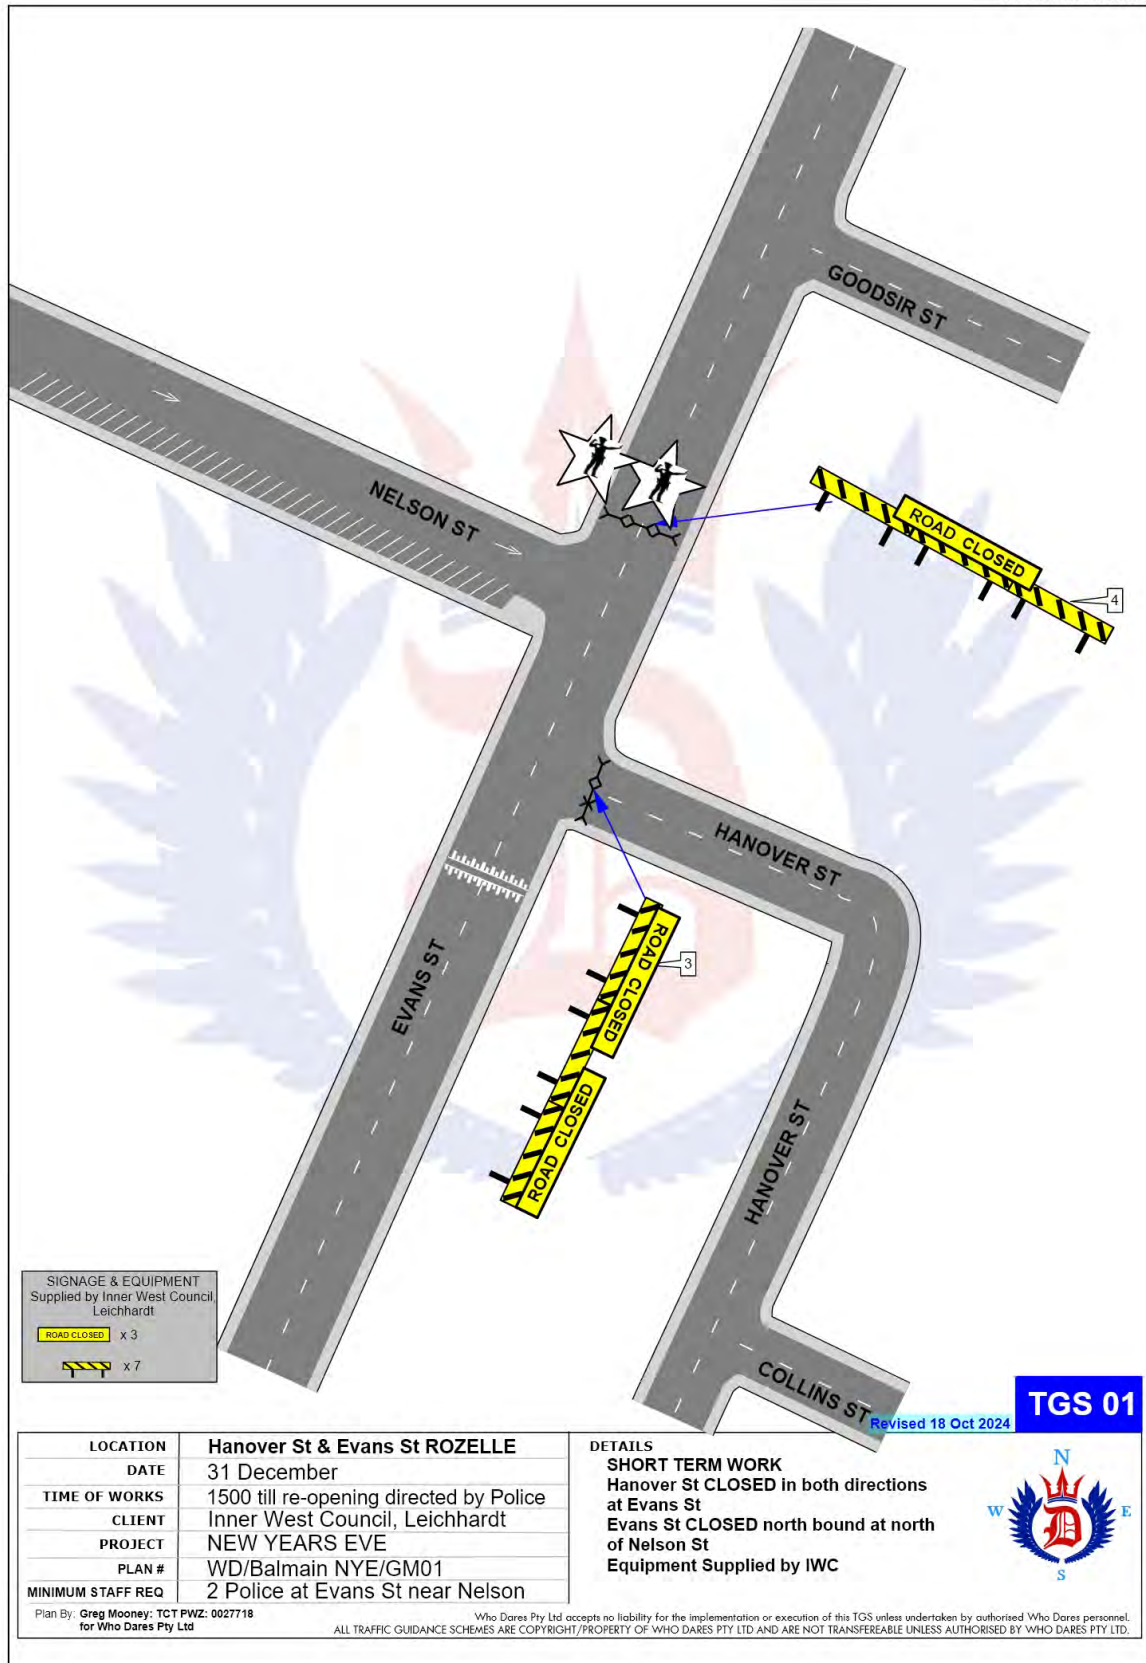 GOODSIR ST
NELSON ST
ROAD CLOSED
4
HANOVER ST
ROAD CLOSED
3
EVANS ST
ROAD CLOSED
HANOVER ST
SIGNAGE & EQUIPMENT
Supplied by Inner West Council,
Leichhardt
ROAD CLOSED x 3
x 7
COLLINS ST
Revised 18 Oct 2024
TGS 01
LOCATION Hanover St & Evans St ROZELLE
DATE 31 December
TIME OF WORKS 1500 till re-opening directed by Police
CLIENT Inner West Council, Leichhardt
PROJECT NEW YEARS EVE
PLAN # WD/Balmain NYE/GM01
MINIMUM STAFF REQ 2 Police at Evans St near Nelson
DETAILS
SHORT TERM WORK
Hanover St CLOSED in both directions
at Evans St
Evans St CLOSED north bound at north
of Nelson St
Equipment Supplied by IWC
N
W
D
E
S
Plan By: Greg Mooney: TCT PWZ: 0027718
for Who Dares Pty Ltd
Who Dares Pty Ltd accepts no liability for the implementation or execution of this TGS unless undertaken by authorised Who Dares personnel.
ALL TRAFFIC GUIDANCE SCHEMES ARE COPYRIGHT/PROPERTY OF WHO DARES PTY LTD AND ARE NOT TRANSFEREABLE UNLESS AUTHORISED BY WHO DARES PTY LTD.